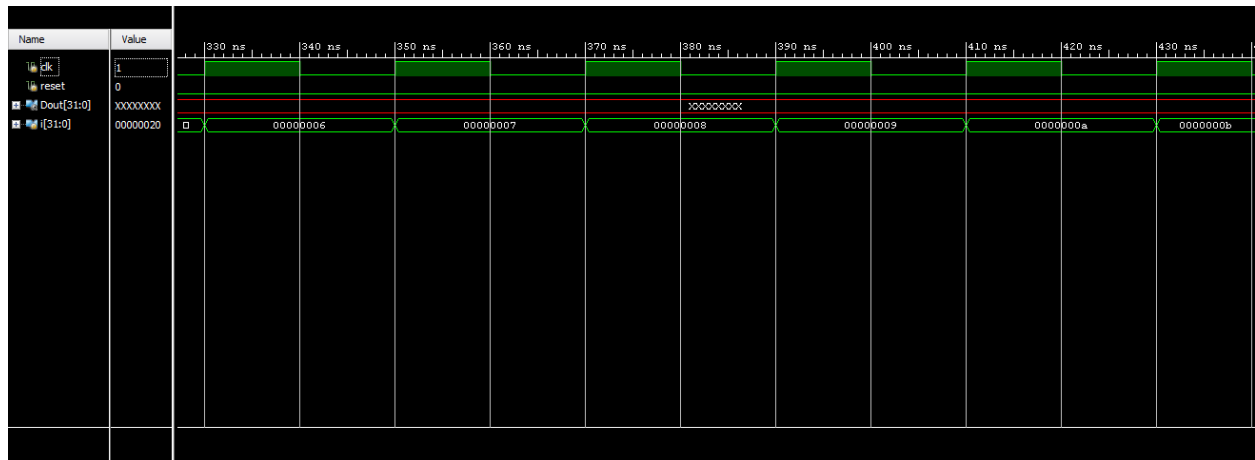 Name Value
330 ns 340 ns 350 ns 360 ns 370 ns 380 ns 390 ns 400 ns 410 ns 420 ns 430 ns
clk 1
reset 0
Dout[31:0] XXXXXXXX XXXXXXXX
i[31:0] 00000020 00000006 00000007 00000008 00000009 0000000a 0000000b